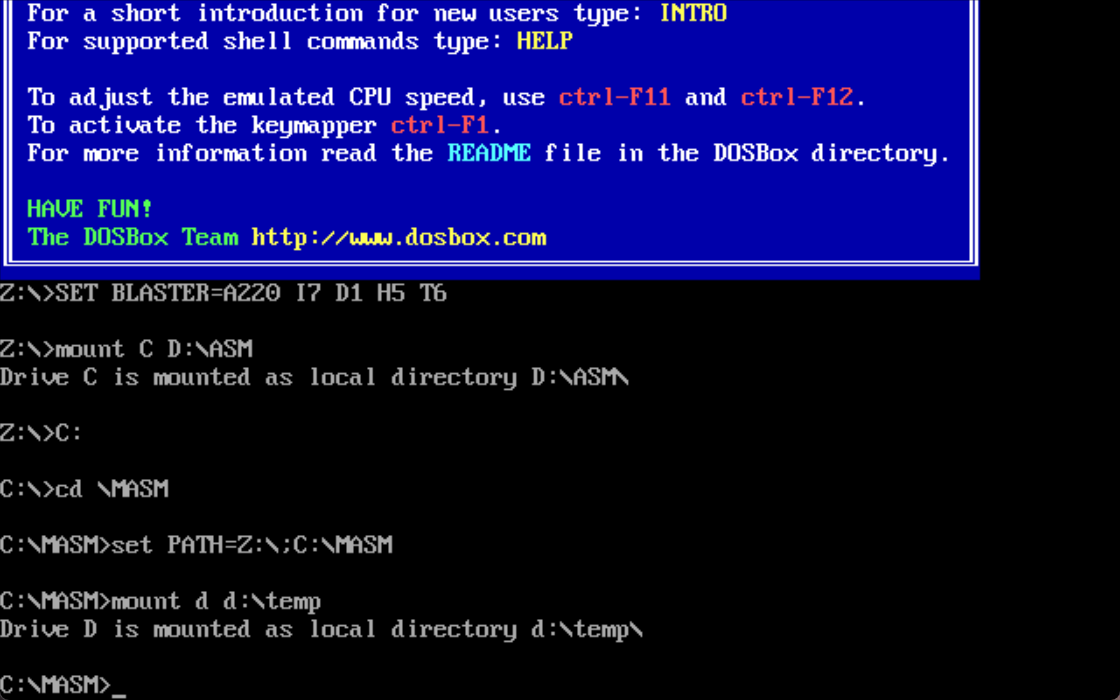 For a short introduction for new users type: INTRO
For supported shell commands type: HELP
To adjust the emulated CPU speed, use ctrl-F11 and ctrl-F12.
To activate the keymapper ctrl-F1.
For more information read the README file in the DOSBox directory.
HAVE FUN!
The DOSBox Team http://www.dosbox.com
Z:\>SET BLASTER=A220 I7 D1 H5 T6
Z:\>mount C D:\ASM
Drive C is mounted as local directory D:\ASM\
Z:\>C:
C:\>cd \MASM
C:\MASM>set PATH=Z:\;C:\MASM
C:\MASM>mount d d:\temp
Drive D is mounted as local directory d:\temp\
C:\MASM>_